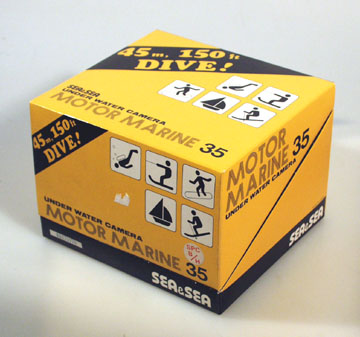 45m, 150ft
DIVE!
SEA&SEA
UNDER WATER CAMERA
MOTOR MARINE 35
45m, 150ft
DIVE!
UNDER WATER CAMERA
MOTOR MARINE 35
SEA&SEA
MOTOR
MARINE 35
UNDER WATER CAMERA
SEA&SEA